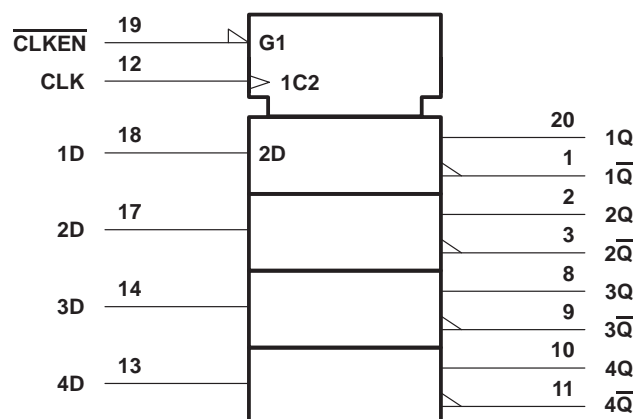 C̅L̅K̅E̅N̅ 19 G1
CLK 12 1C2
1D 18 2D 20 1Q
1 1Q̅
2D 17 2 2Q
3 2Q̅
3D 14 8 3Q
9 3Q̅
4D 13 10 4Q
11 4Q̅